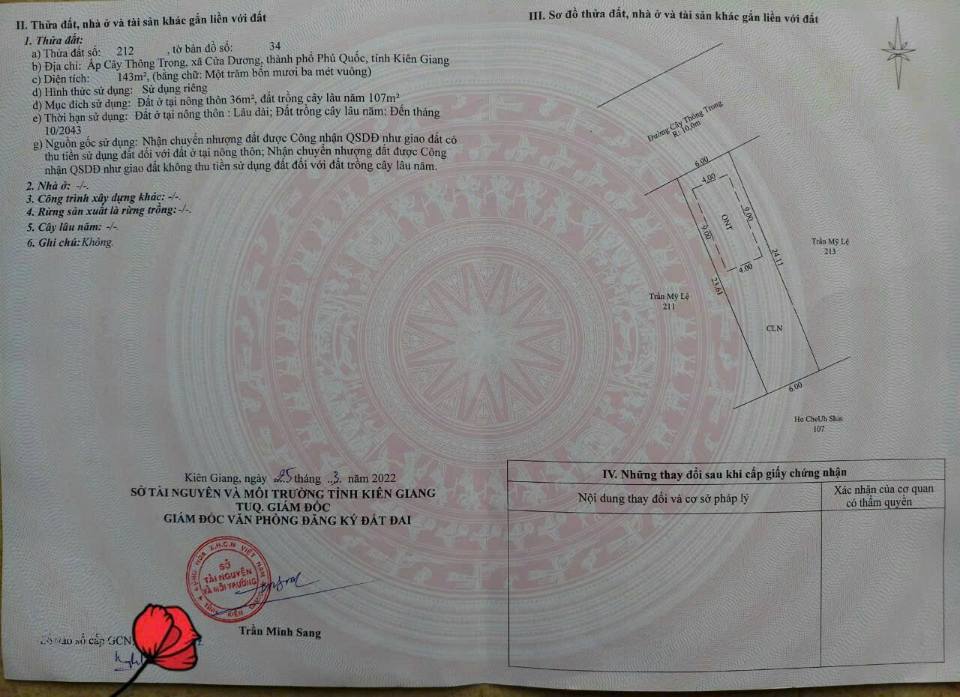 II. Thửa đất, nhà ở và tài sản khác gắn liền với đất
1. Thửa đất:
a) Thửa đất số: 212 , tờ bản đồ số: 34
b) Địa chỉ: Ấp Cây Thông Trong, xã Cửa Dương, thành phố Phú Quốc, tỉnh Kiên Giang
c) Diện tích: 143m², (bằng chữ: Một trăm bốn mươi ba mét vuông)
d) Hình thức sử dụng: Sử dụng riêng
đ) Mục đích sử dụng: Đất ở tại nông thôn 36m², đất trồng cây lâu năm 107m²
e) Thời hạn sử dụng: Đất ở tại nông thôn : Lâu dài; Đất trồng cây lâu năm: Đến tháng
10/2043
g) Nguồn gốc sử dụng: Nhận chuyển nhượng đất được Công nhận QSDĐ như giao đất có
thu tiền sử dụng đất đối với đất ở tại nông thôn; Nhận chuyển nhượng đất được Công
nhận QSDĐ như giao đất không thu tiền sử dụng đất đối với đất trồng cây lâu năm.
2. Nhà ở: -/-.
3. Công trình xây dựng khác: -/-.
4. Rừng sản xuất là rừng trồng: -/-.
5. Cây lâu năm: -/-.
6. Ghi chú: Không.
Kiên Giang, ngày 25 tháng 3 năm 2022
SỞ TÀI NGUYÊN VÀ MÔI TRƯỜNG TỈNH KIÊN GIANG
TUQ. GIÁM ĐỐC
GIÁM ĐỐC VĂN PHÒNG ĐĂNG KÝ ĐẤT ĐAI
SỞ
TÀI NGUYÊN
VÀ MÔI TRƯỜNG
Trần Minh Sang
số cấp GCN
III. Sơ đồ thửa đất, nhà ở và tài sản khác gắn liền với đất
Đường Cây Thông Trong
R: 10,0m
6.00
4.00
9.00
ONT
9.00
4.00
24.11
23.61
Trần Mỹ Lệ
213
Trần Mỹ Lệ
211
CLN
6.00
107
IV. Những thay đổi sau khi cấp giấy chứng nhận
Nội dung thay đổi và cơ sở pháp lý
Xác nhận của cơ quan
có thẩm quyền